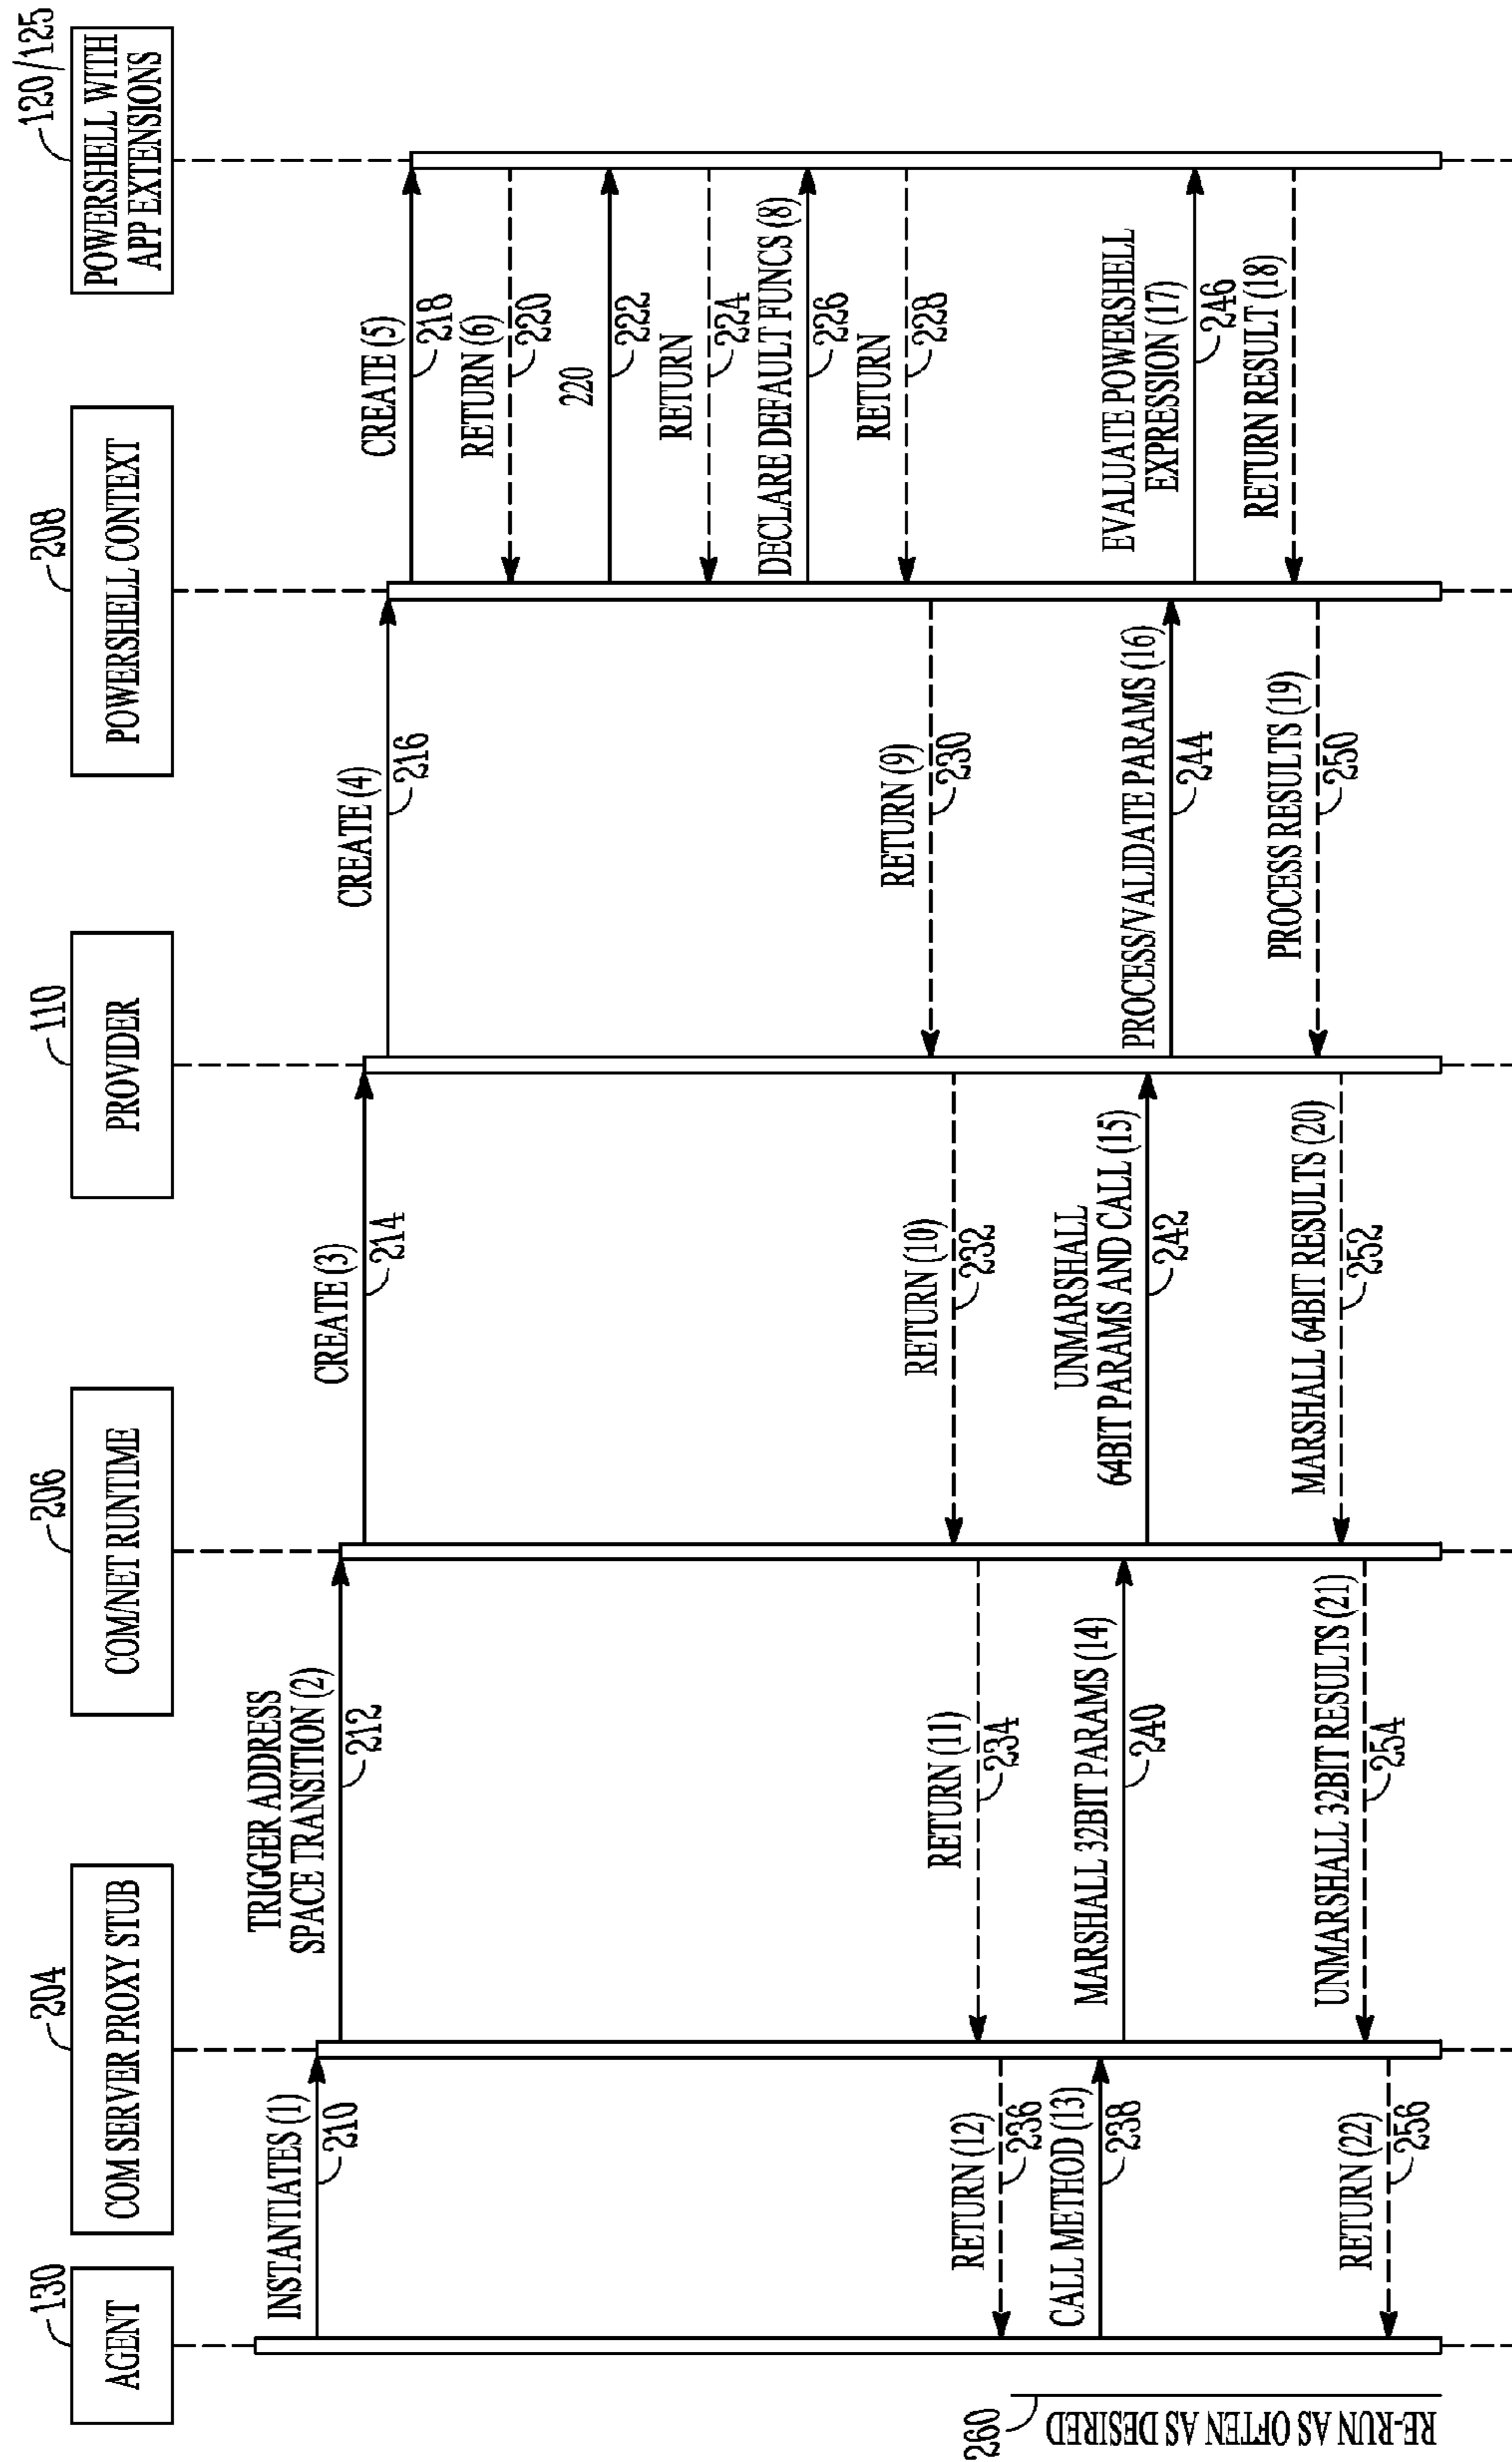 130
AGENT
204
COM SERVER PROXY STUB
206
COM/NET RUNTIME
110
PROVIDER
208
POWERSHELL CONTEXT
120/125
POWERSHELL WITH
APP EXTENSIONS
INSTANTIATES (1)
210
TRIGGER ADDRESS
SPACE TRANSITION (2)
212
CREATE (3)
214
CREATE (4)
216
CREATE (5)
218
RETURN (6)
220
220
222
RETURN
224
DECLARE DEFAULT FUNCS (8)
226
RETURN
228
RETURN (9)
230
RETURN (10)
232
RETURN (11)
234
RETURN (12)
236
CALL METHOD (13)
238
MARSHALL 32BIT PARAMS (14)
240
UNMARSHALL
64BIT PARAMS AND CALL (15)
242
PROCESS/VALIDATE PARAMS (16)
244
EVALUATE POWERSHELL
EXPRESSION (17)
246
RETURN RESULT (18)
PROCESS RESULTS (19)
250
MARSHALL 64BIT RESULTS (20)
252
UNMARSHALL 32BIT RESULTS (21)
254
RETURN (22)
256
260
RE-RUN AS OFTEN AS DESIRED